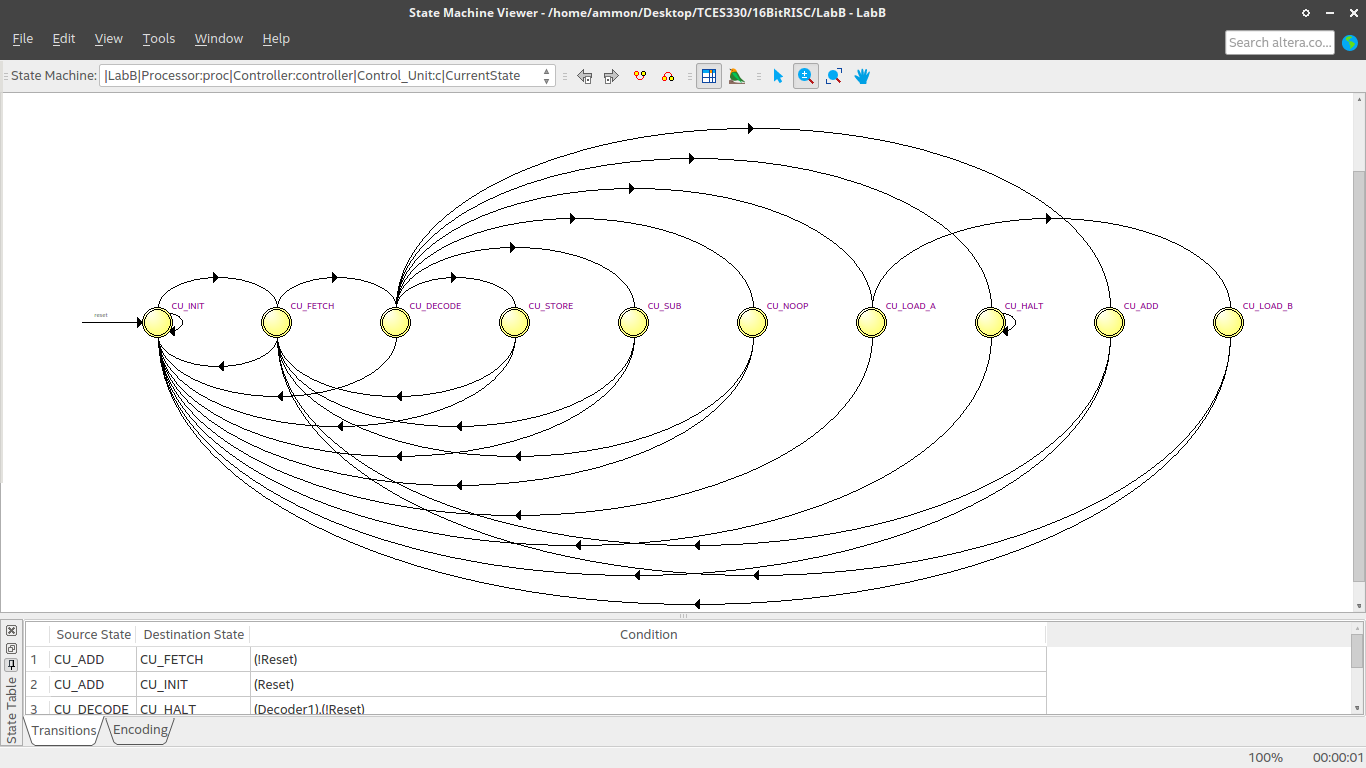 State Machine Viewer - /home/ammon/Desktop/TCES330/16BitRISC/LabB - LabB
File Edit View Tools Window Help
Search altera.co...
State Machine: |LabB|Processor:proc|Controller:controller|Control_Unit:c|CurrentState
reset
CU_INIT CU_FETCH CU_DECODE CU_STORE CU_SUB CU_NOOP CU_LOAD_A CU_HALT CU_ADD CU_LOAD_B
State Table
Source State Destination State Condition
1 CU_ADD CU_FETCH (!Reset)
2 CU_ADD CU_INIT (Reset)
3 CU_DECODE CU_HALT (Decoder1).(!Reset)
Transitions Encoding
100% 00:00:01